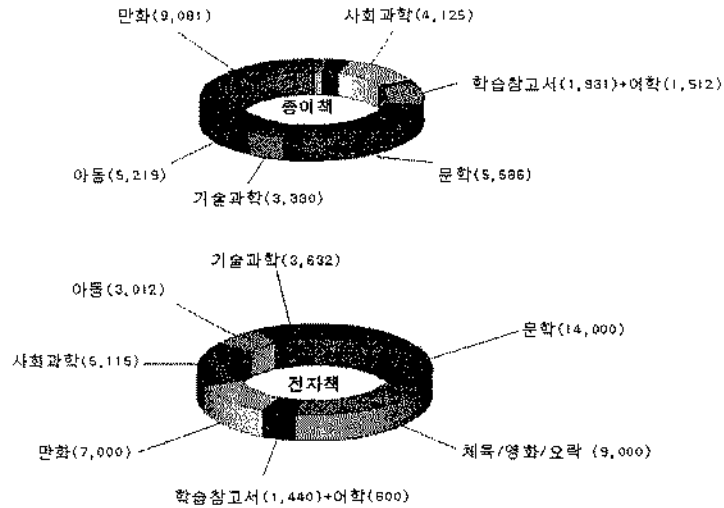 만화(9,081)
사회과학(4,125)
학습참고서(1,931)+어학(1,512)
종이책
아동(5,219)
문학(5,586)
기술과학(3,330)
기술과학(3,632)
아동(3,012)
문학(14,000)
사회과학(5,115)
전자책
만화(7,000)
체육/영화/오락 (9,000)
학습참고서(1,440)+어학(600)